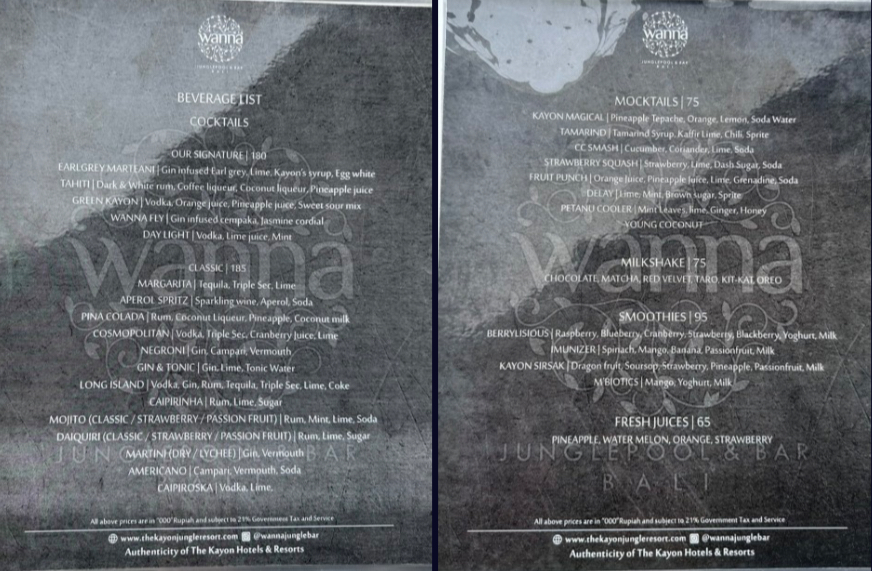 wanna
JUNGLEPOOL & BAR
BALI
BEVERAGE LIST
COCKTAILS
OUR SIGNATURE | 180
EARLGREY MARTEANI | Gin infused Earl grey, Lime, Kayon's syrup, Egg white
TAHITI | Dark & White rum, Coffee liqueur, Coconut liqueur, Pineapple juice
GREEN KAYON | Vodka, Orange juice, Pineapple juice, Sweet sour mix
WANNA FLY | Gin infused cempaka, Jasmine cordial
DAY LIGHT | Vodka, Lime juice, Mint
CLASSIC | 185
MARGARITA | Tequila, Triple Sec, Lime
APEROL SPRITZ | Sparkling wine, Aperol, Soda
PINA COLADA | Rum, Coconut Liqueur, Pineapple, Coconut milk
COSMOPOLITAN | Vodka, Triple Sec, Cranberry Juice, Lime
NEGRONI | Gin, Campari, Vermouth
GIN & TONIC | Gin, Lime, Tonic Water
LONG ISLAND | Vodka, Gin, Rum, Tequila, Triple Sec, Lime, Coke
CAIPIRINHA | Rum, Lime, Sugar
MOJITO (CLASSIC / STRAWBERRY / PASSION FRUIT) | Rum, Mint, Lime, Soda
DAIQUIRI (CLASSIC / STRAWBERRY / PASSION FRUIT) | Rum, Lime, Sugar
MARTINI (DRY / LYCHEE) | Gin, Vermouth
AMERICANO | Campari, Vermouth, Soda
CAIPIROSKA | Vodka, Lime,
All above prices are in "000" Rupiah and subject to 21% Government Tax and Service
www.thekayonjungleresort.com @wannajunglebar
Authenticity of The Kayon Hotels & Resorts
wanna
JUNGLEPOOL & BAR
BALI
MOCKTAILS | 75
KAYON MAGICAL | Pineapple Tepache, Orange, Lemon, Soda Water
TAMARIND | Tamarind Syrup, Kaffir Lime, Chili, Sprite
CC SMASH | Cucumber, Coriander, Lime, Soda
STRAWBERRY SQUASH | Strawberry, Lime, Dash Sugar, Soda
FRUIT PUNCH | Orange Juice, Pineapple Juice, Lime, Grenadine, Soda
DELAY | Lime, Mint, Brown sugar, Sprite
PETANU COOLER | Mint Leaves, lime, Ginger, Honey
YOUNG COCONUT
MILKSHAKE | 75
CHOCOLATE, MATCHA, RED VELVET, TARO, KIT-KAT, OREO
SMOOTHIES | 95
BERRYLISIOUS | Raspberry, Blueberry, Cranberry, Strawberry, Blackberry, Yoghurt, Milk
IMUNIZER | Spinach, Mango, Banana, Passionfruit, Milk
KAYON SIRSAK | Dragon fruit, Soursop, Strawberry, Pineapple, Passionfruit, Milk
M'BIOTICS | Mango, Yoghurt, Milk
FRESH JUICES | 65
PINEAPPLE, WATER MELON, ORANGE, STRAWBERRY
wanna
JUNGLEPOOL & BAR
BALI
All above prices are in "000" Rupiah and subject to 21% Government Tax and Service
www.thekayonjungleresort.com @wannajunglebar
Authenticity of The Kayon Hotels & Resorts